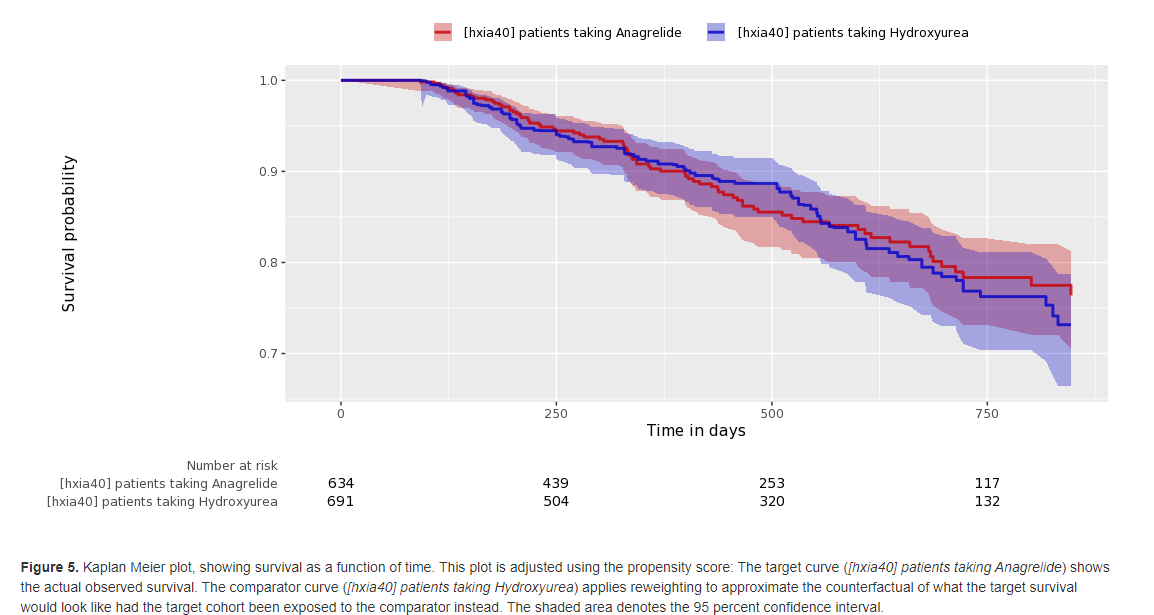 [hxia40] patients taking Anagrelide [hxia40] patients taking Hydroxyurea
Survival probability
1.0
0.9
0.8
0.7
0 250 500 750
Time in days
Number at risk
[hxia40] patients taking Anagrelide 634 439 253 117
[hxia40] patients taking Hydroxyurea 691 504 320 132
Figure 5. Kaplan Meier plot, showing survival as a function of time. This plot is adjusted using the propensity score: The target curve ([hxia40] patients taking Anagrelide) shows
the actual observed survival. The comparator curve ([hxia40] patients taking Hydroxyurea) applies reweighting to approximate the counterfactual of what the target survival
would look like had the target cohort been exposed to the comparator instead. The shaded area denotes the 95 percent confidence interval.